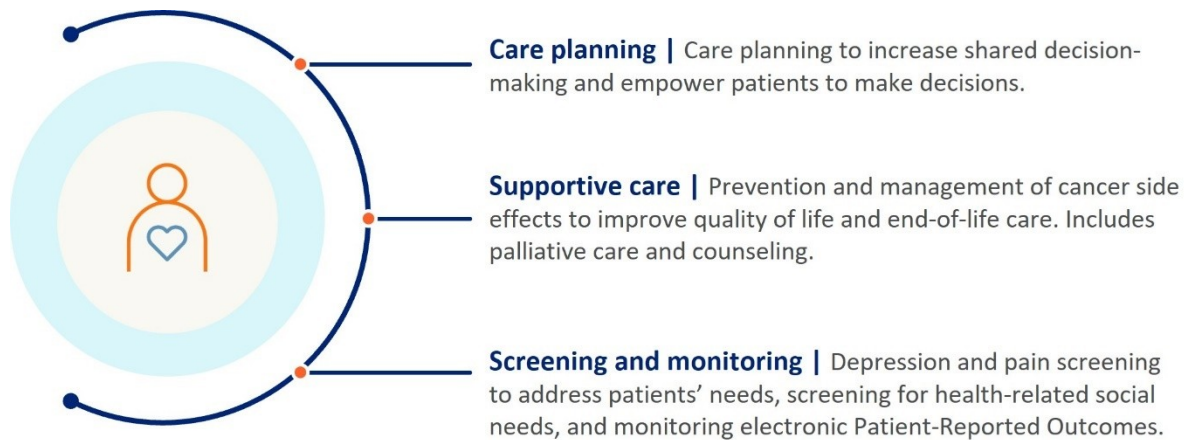 Care planning | Care planning to increase shared decision-
making and empower patients to make decisions.
Supportive care | Prevention and management of cancer side
effects to improve quality of life and end-of-life care. Includes
palliative care and counseling.
Screening and monitoring | Depression and pain screening
to address patients’ needs, screening for health-related social
needs, and monitoring electronic Patient-Reported Outcomes.